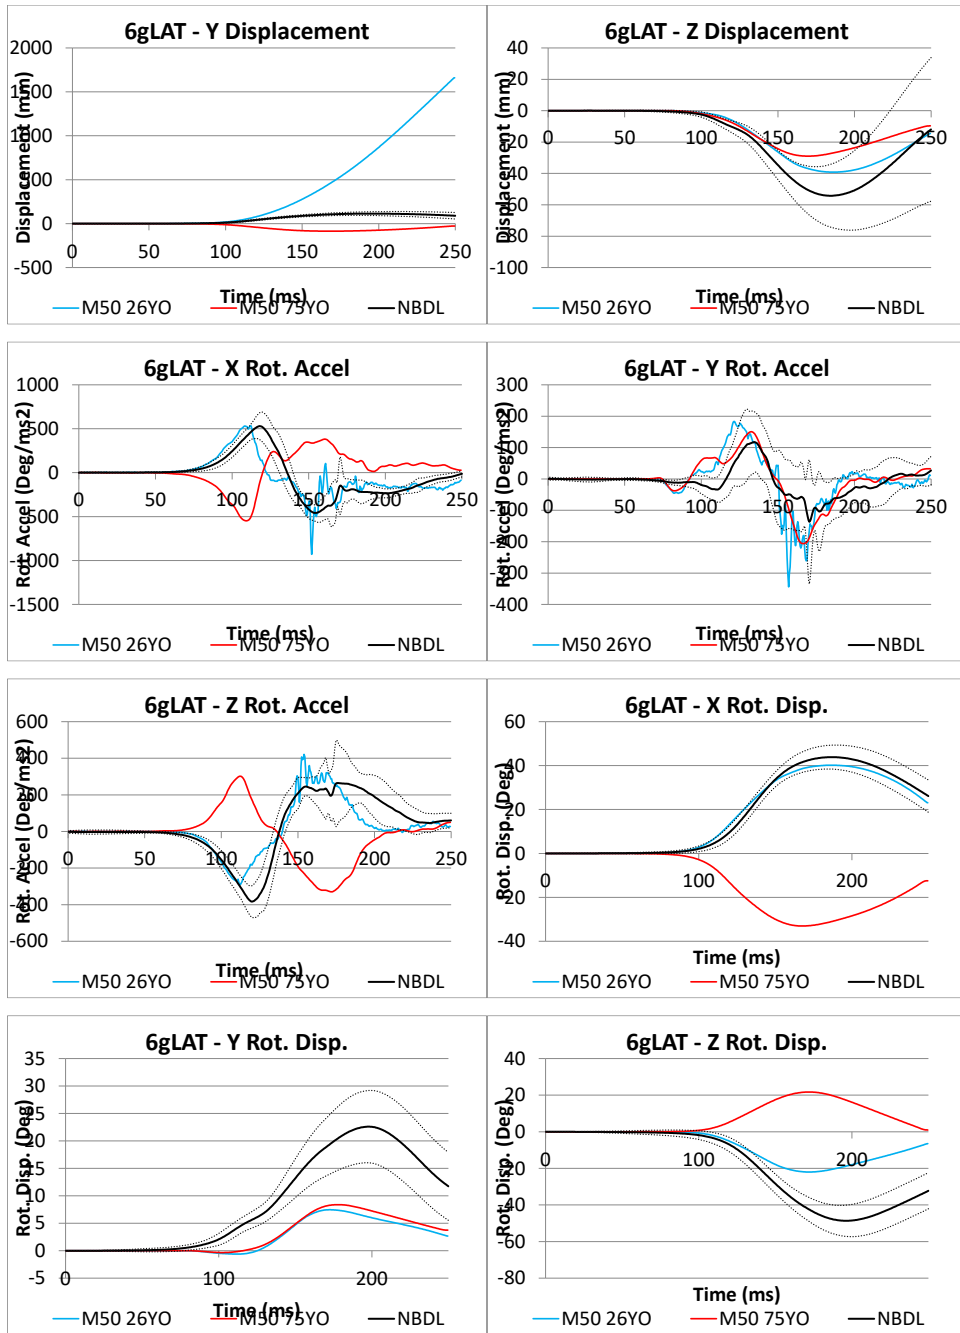 6gLAT - Y Displacement
Displacement (mm)
2000
1500
1000
500
0
-500
0 50 100 150 200 250
Time (ms)
M50 26YO M50 75YO NBDL
6gLAT - Z Displacement
Displacement (mm)
40
20
0
-20
-40
-60
-80
-100
0 50 100 150 200 250
Time (ms)
M50 26YO M50 75YO NBDL
6gLAT - X Rot. Accel
Rot. Accel (Deg/ms2)
1000
500
0
-500
-1000
-1500
0 50 100 150 200 250
Time (ms)
M50 26YO M50 75YO NBDL
6gLAT - Y Rot. Accel
Rot. Accel (Deg/ms2)
300
200
100
0
-100
-200
-300
-400
0 50 100 150 200 250
Time (ms)
M50 26YO M50 75YO NBDL
6gLAT - Z Rot. Accel
Rot. Accel (Deg/ms2)
600
400
200
0
-200
-400
-600
0 50 100 150 200 250
Time (ms)
M50 26YO M50 75YO NBDL
6gLAT - X Rot. Disp.
Rot. Disp. (Deg)
60
40
20
0
-20
-40
0 100 200
Time (ms)
M50 26YO M50 75YO NBDL
6gLAT - Y Rot. Disp.
Rot. Disp. (Deg)
35
30
25
20
15
10
5
0
-5
0 100 200
Time (ms)
M50 26YO M50 75YO NBDL
6gLAT - Z Rot. Disp.
Rot. Disp. (Deg)
40
20
0
-20
-40
-60
-80
0 100 200
Time (ms)
M50 26YO M50 75YO NBDL